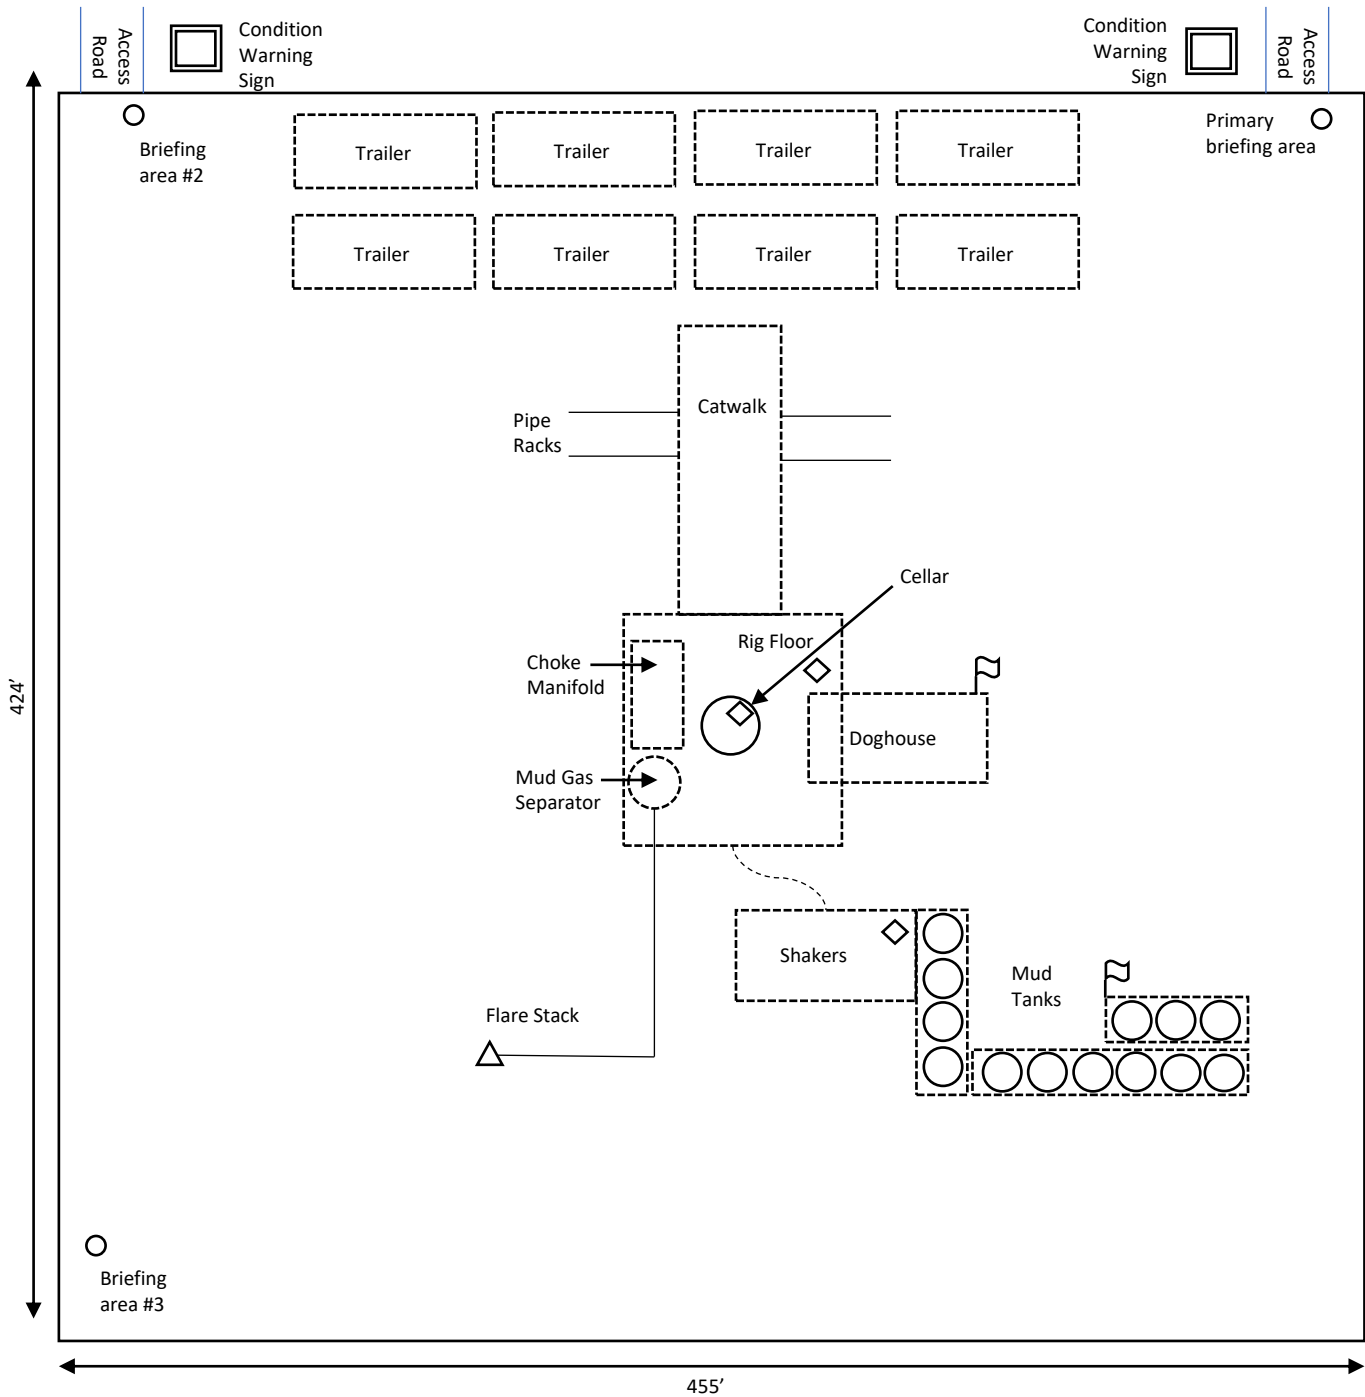 Access
Road
Condition
Warning
Sign
Condition
Warning
Sign
Access
Road
Briefing
area #2
Trailer
Trailer
Trailer
Trailer
Primary
briefing area
Trailer
Trailer
Trailer
Trailer
Pipe
Racks
Catwalk
Cellar
Rig Floor
Choke
Manifold
424’
Doghouse
Mud Gas
Separator
Shakers
Mud
Tanks
Flare Stack
Briefing
area #3
455’